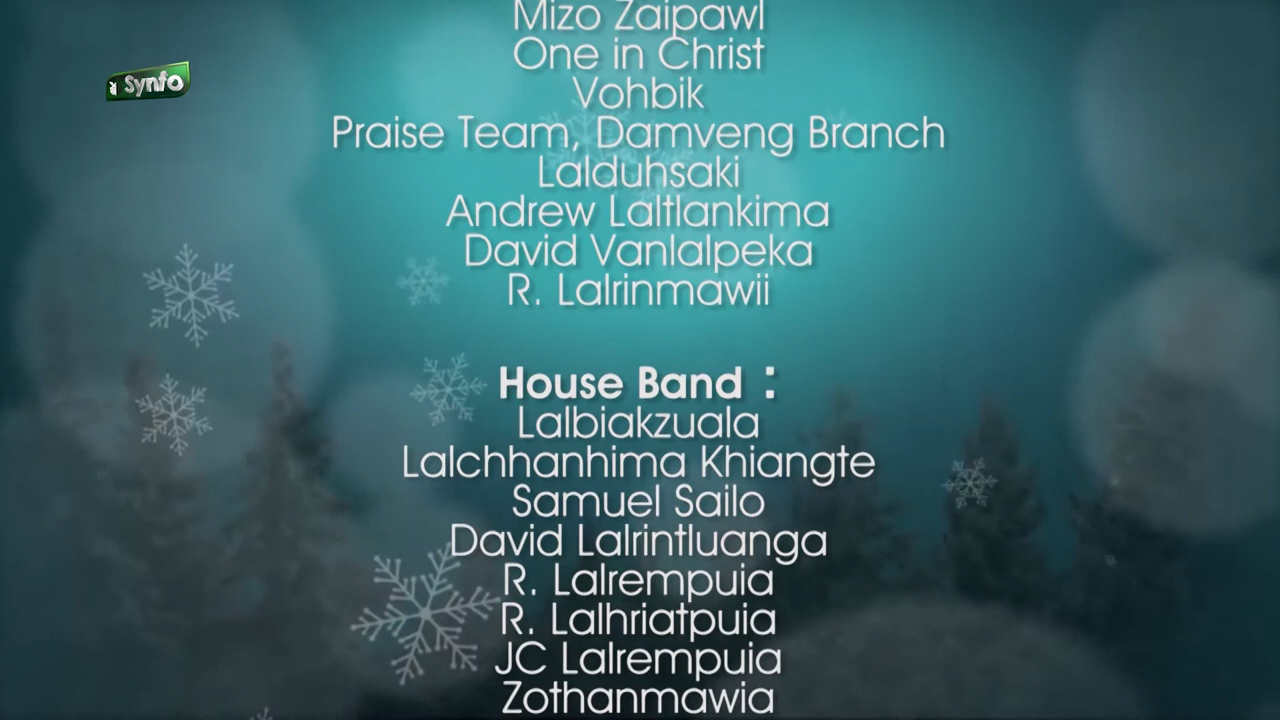 Mizo Zaipawl
One in Christ
Synfo
Vohbik
Praise Team, Damveng Branch
Lalduhsaki
Andrew Laltlankima
David Vanlalpeka
R. Lalrinmawii
House Band :
Lalbiakzuala
Lalchhanhima Khiangte
Samuel Sailo
David Lalrintluanga
R. Lalrempuia
R. Lalhriatpuia
JC Lalrempuia
Zothanmawia